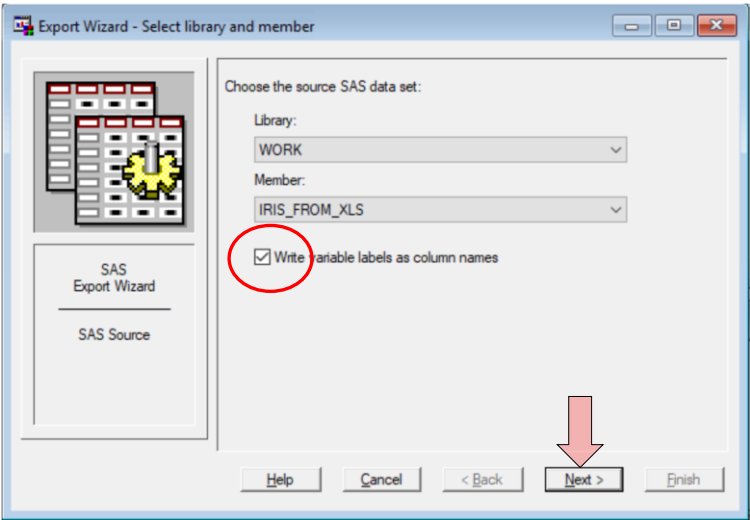 Export Wizard - Select library and member
Choose the source SAS data set:
Library:
WORK
Member:
IRIS_FROM_XLS
Write variable labels as column names
SAS
Export Wizard
SAS Source
Help
Cancel
< Back
Next >
Finish